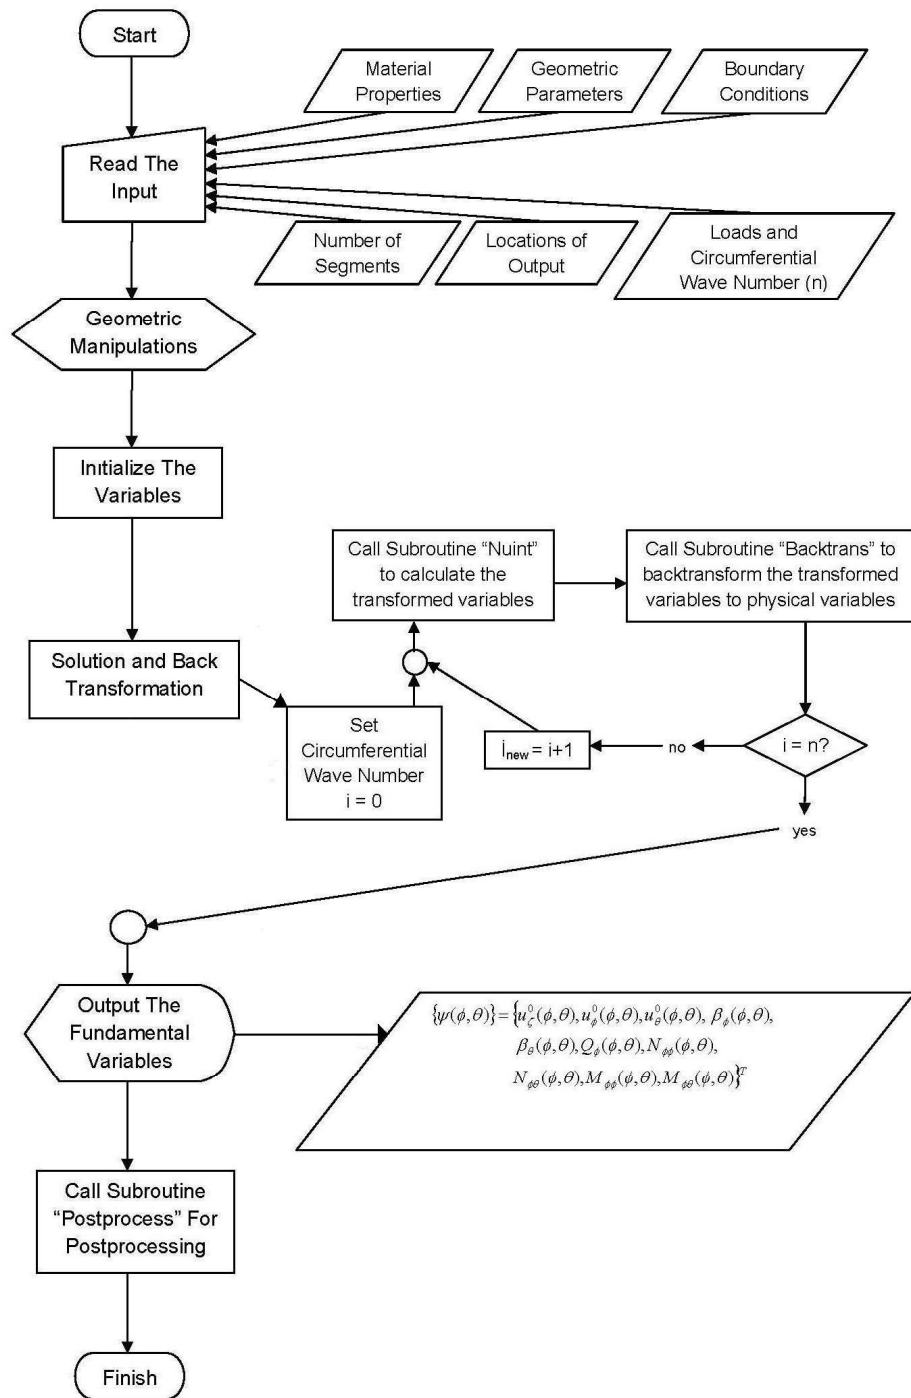 Start
Material
Properties
Geometric
Parameters
Boundary
Conditions
Read The
Input
Number of
Segments
Locations of
Output
Loads and
Circumferential
Wave Number (n)
Geometric
Manipulations
Initialize The
Variables
Call Subroutine “Nuint”
to calculate the
transformed variables
Call Subroutine “Backtrans” to
backtransform the transformed
variables to physical variables
Solution and Back
Transformation
Set
Circumferential
Wave Number
i = 0
i_new = i+1
no
i = n?
yes
Output The
Fundamental
Variables
{ψ(ϕ,θ)} = {u_ζ^0(ϕ,θ), u_ϕ^0(ϕ,θ), u_θ^0(ϕ,θ), β_ϕ(ϕ,θ),
β_θ(ϕ,θ), Q_ϕ(ϕ,θ), N_ϕϕ(ϕ,θ),
N_ϕθ(ϕ,θ), M_ϕϕ(ϕ,θ), M_ϕθ(ϕ,θ)}^T
Call Subroutine
“Postprocess” For
Postprocessing
Finish